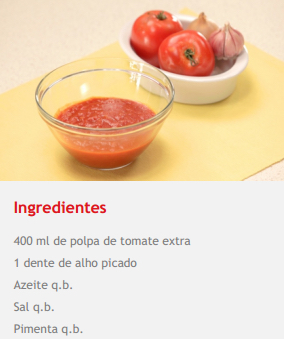 Ingredientes
400 ml de polpa de tomate extra
1 dente de alho picado
Azeite q.b.
Sal q.b.
Pimenta q.b.